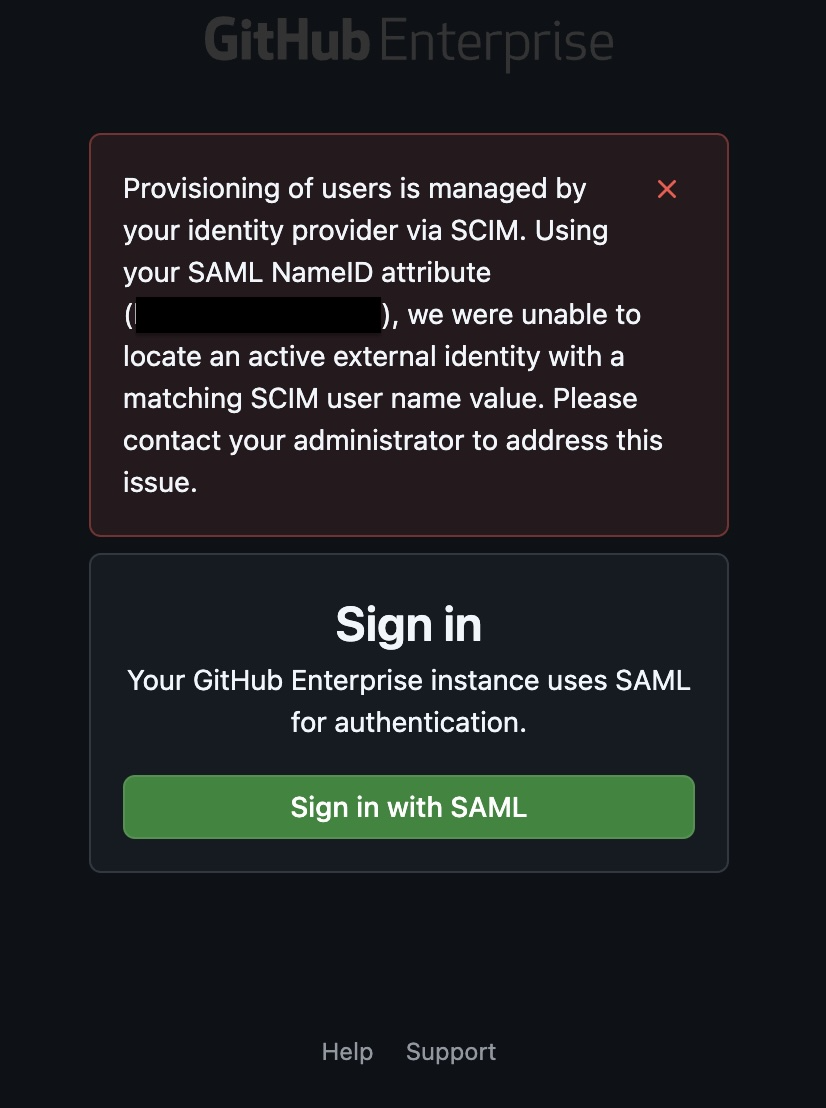 GitHub Enterprise
Provisioning of users is managed by
your identity provider via SCIM. Using
your SAML NameID attribute
(), we were unable to
locate an active external identity with a
matching SCIM user name value. Please
contact your administrator to address this
issue.
Sign in
Your GitHub Enterprise instance uses SAML
for authentication.
Sign in with SAML
Help Support